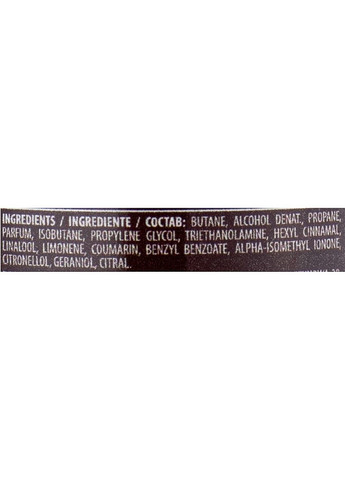 INGREDIENTS / INGREDIENTE / СОСТАВ: BUTANE, ALCOHOL DENAT., PROPANE,
PARFUM, ISOBUTANE, PROPYLENE GLYCOL, TRIETHANOLAMINE, HEXYL CINNAMAL,
LINALOOL, LIMONENE, COUMARIN, BENZYL BENZOATE, ALPHA-ISOMETHYL IONONE,
CITRONELLOL, GERANIOL, CITRAL.